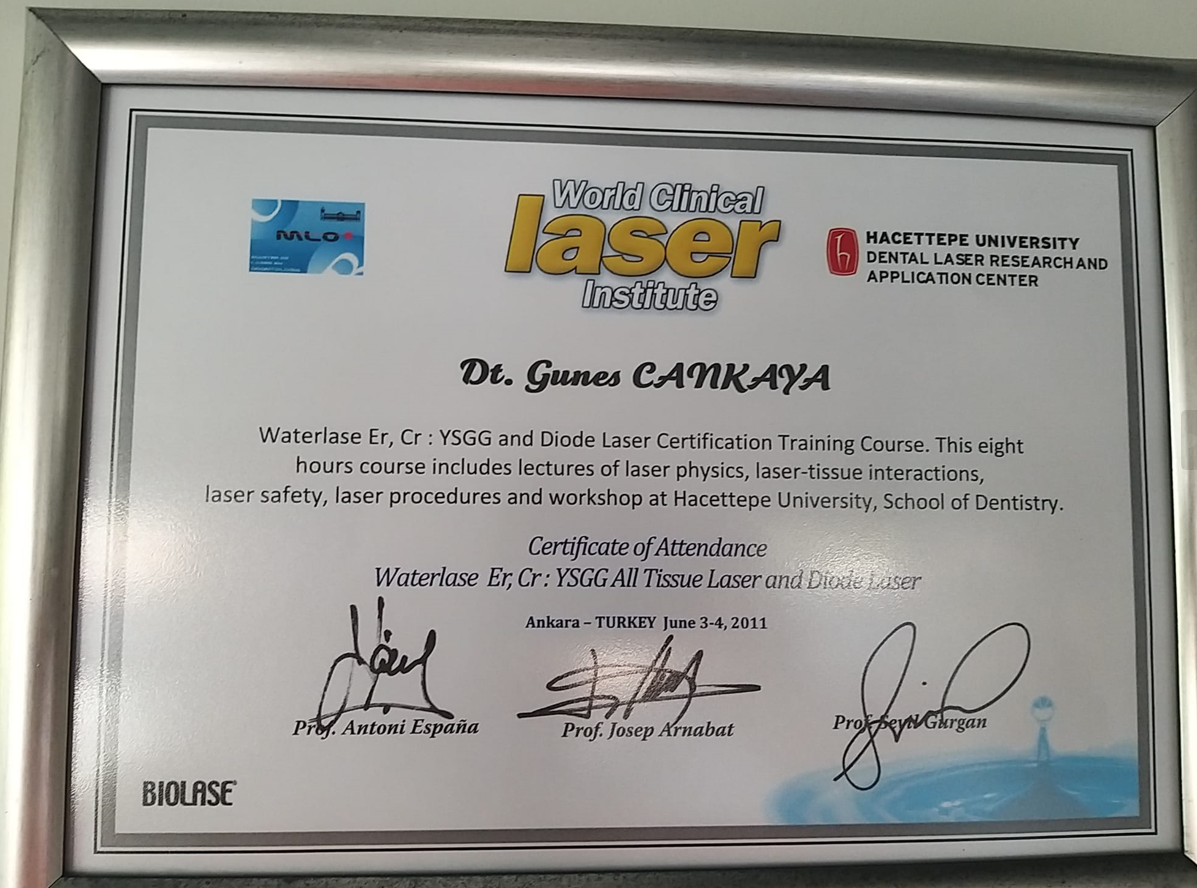 MLO
World Clinical
laser
Institute
HACETTEPE UNIVERSITY
DENTAL LASER RESEARCH AND
APPLICATION CENTER
Dt. Gunes CANKAYA
Waterlase Er, Cr : YSGG and Diode Laser Certification Training Course. This eight
hours course includes lectures of laser physics, laser-tissue interactions,
laser safety, laser procedures and workshop at Hacettepe University, School of Dentistry.
Certificate of Attendance
Waterlase Er, Cr : YSGG All Tissue Laser and Diode Laser
Ankara – TURKEY June 3-4, 2011
Prof. Antoni España
Prof. Josep Arnabat
Prof. Gurgan
BIOLASE